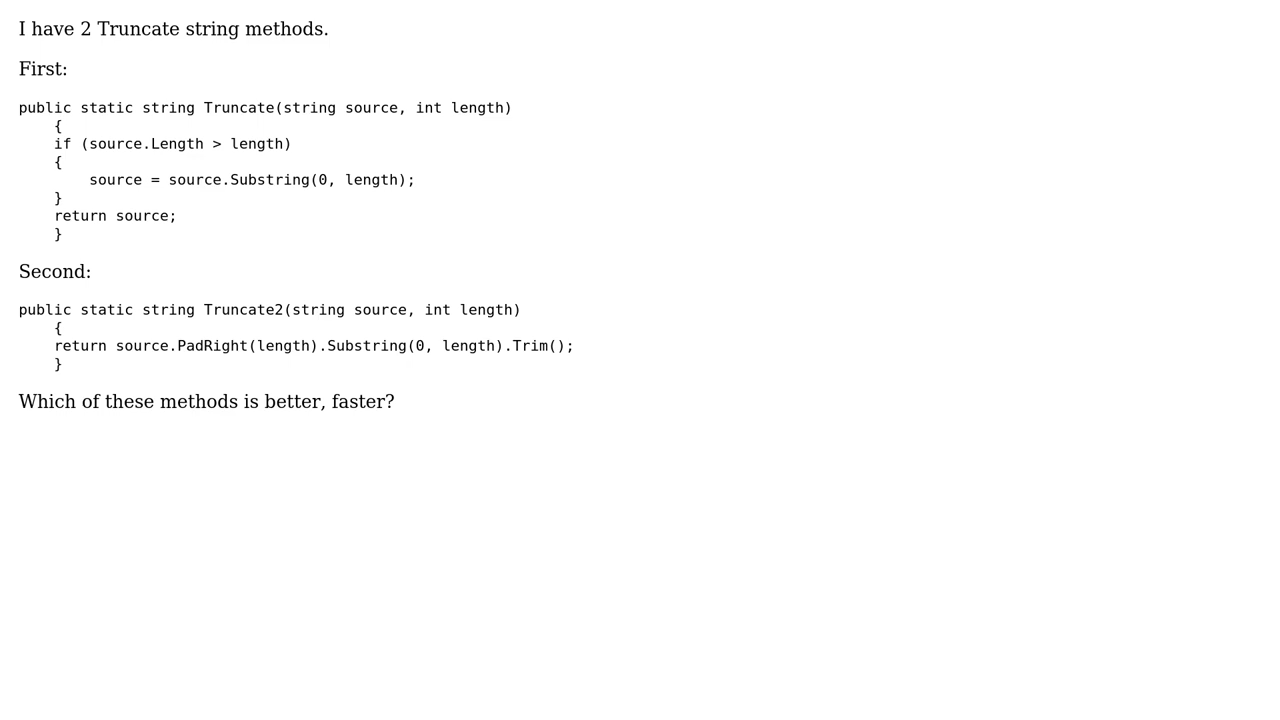 I have 2 Truncate string methods.
First:
public static string Truncate(string source, int length)
    {
    if (source.Length > length)
    {
        source = source.Substring(0, length);
    }
    return source;
    }
Second:
public static string Truncate2(string source, int length)
    {
    return source.PadRight(length).Substring(0, length).Trim();
    }
Which of these methods is better, faster?